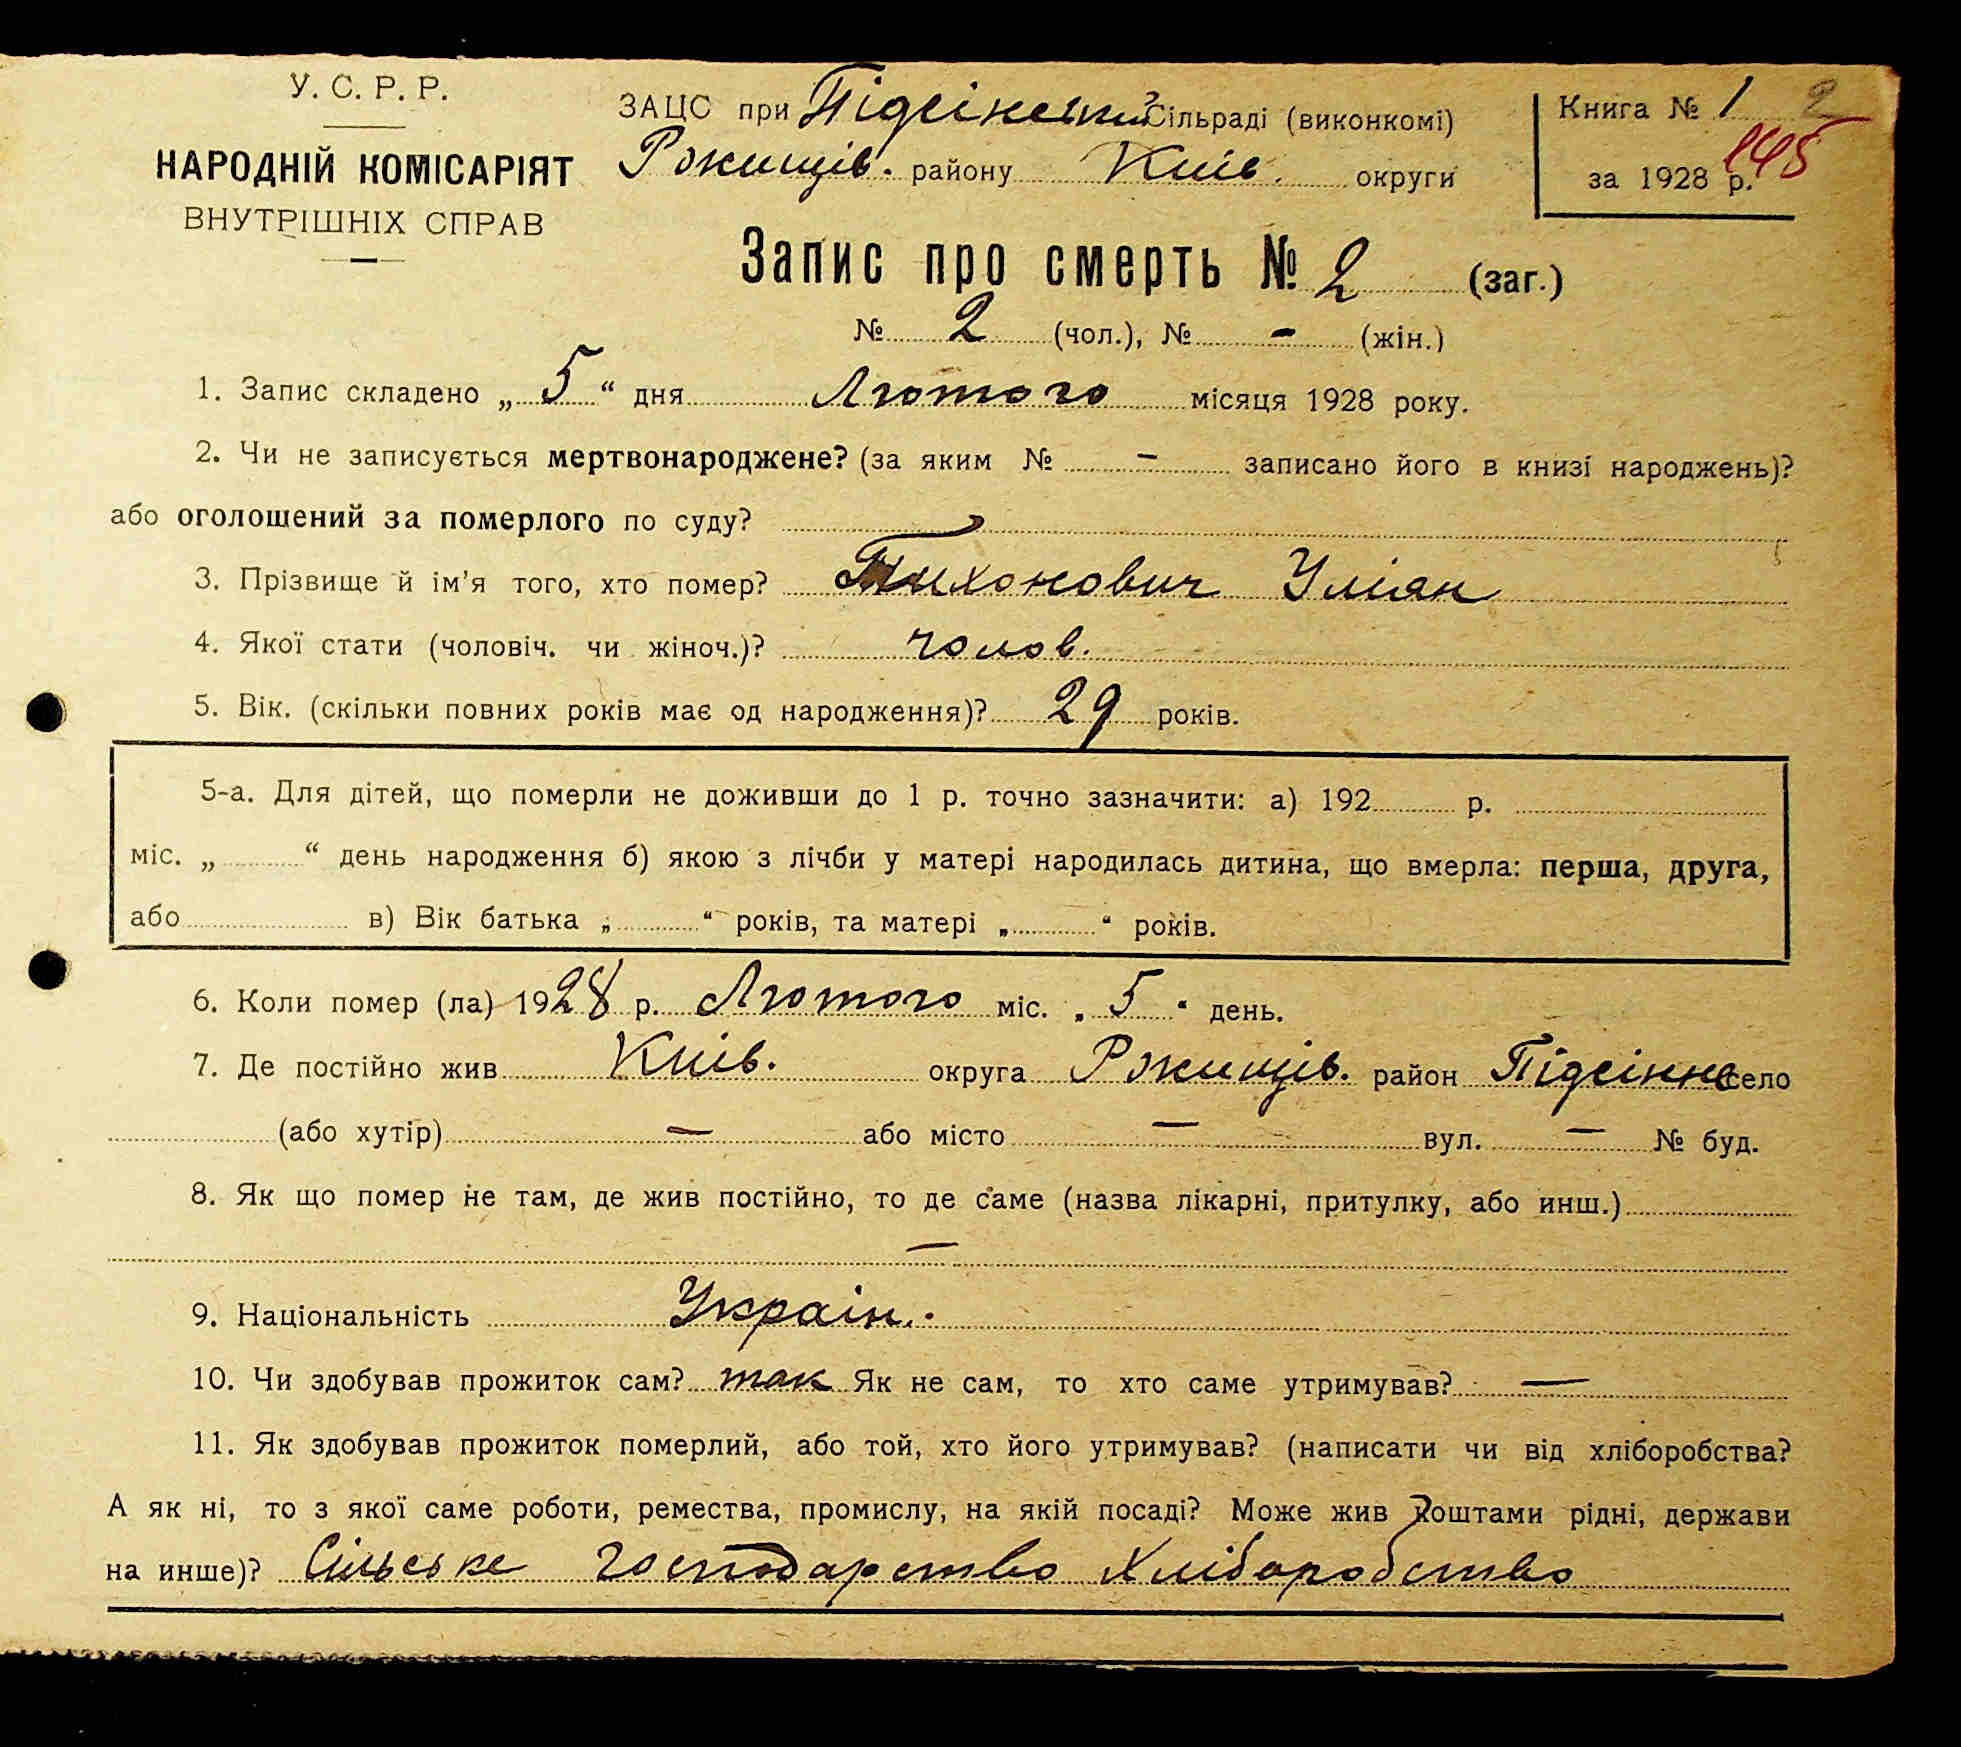 У. С. Р. Р.
НАРОДНІЙ КОМІСАРІЯТ
ВНУТРІШНІХ СПРАВ
ЗАЦС при Підсінській Сільраді (виконкомі)
Рокищів. району Київ. округи
Книга № 1 2
за 1928 р. 145
Запис про смерть № 2 (заг.)
№ 2 (чол.), № - (жін.)
1. Запис складено „ 5 “ дня Лютого місяця 1928 року.
2. Чи не записується мертвонароджене? (за яким № - записано його в книзі народжень)?
або оголошений за померлого по суду?
3. Прізвище й ім’я того, хто помер? Тихонович Уліян
4. Якої стати (чоловіч. чи жіноч.)? чолов.
5. Вік. (скільки повних років має од народження)? 29 років.
5-а. Для дітей, що померли не доживши до 1 р. точно зазначити: а) 192 р.
міс. „ “ день народження б) якою з лічби у матері народилась дитина, що вмерла: перша, друга,
або в) Вік батька „ “ років, та матері „ “ років.
6. Коли помер (ла) 1928 р. Лютого міс. „ 5 “ день.
7. Де постійно жив Київ. округа Рокищів. район Підсінне село
(або хутір) — або місто — вул. — № буд.
8. Як що помер не там, де жив постійно, то де саме (назва лікарні, притулку, або инш.)
—
9. Національність Украін.
10. Чи здобував прожиток сам? так Як не сам, то хто саме утримував? —
11. Як здобував прожиток померлий, або той, хто його утримував? (написати чи від хліборобства?
А як ні, то з якої саме роботи, ремества, промислу, на якій посаді? Може жив коштами рідні, держави
на инше)? Сільське господарство Хліборобство